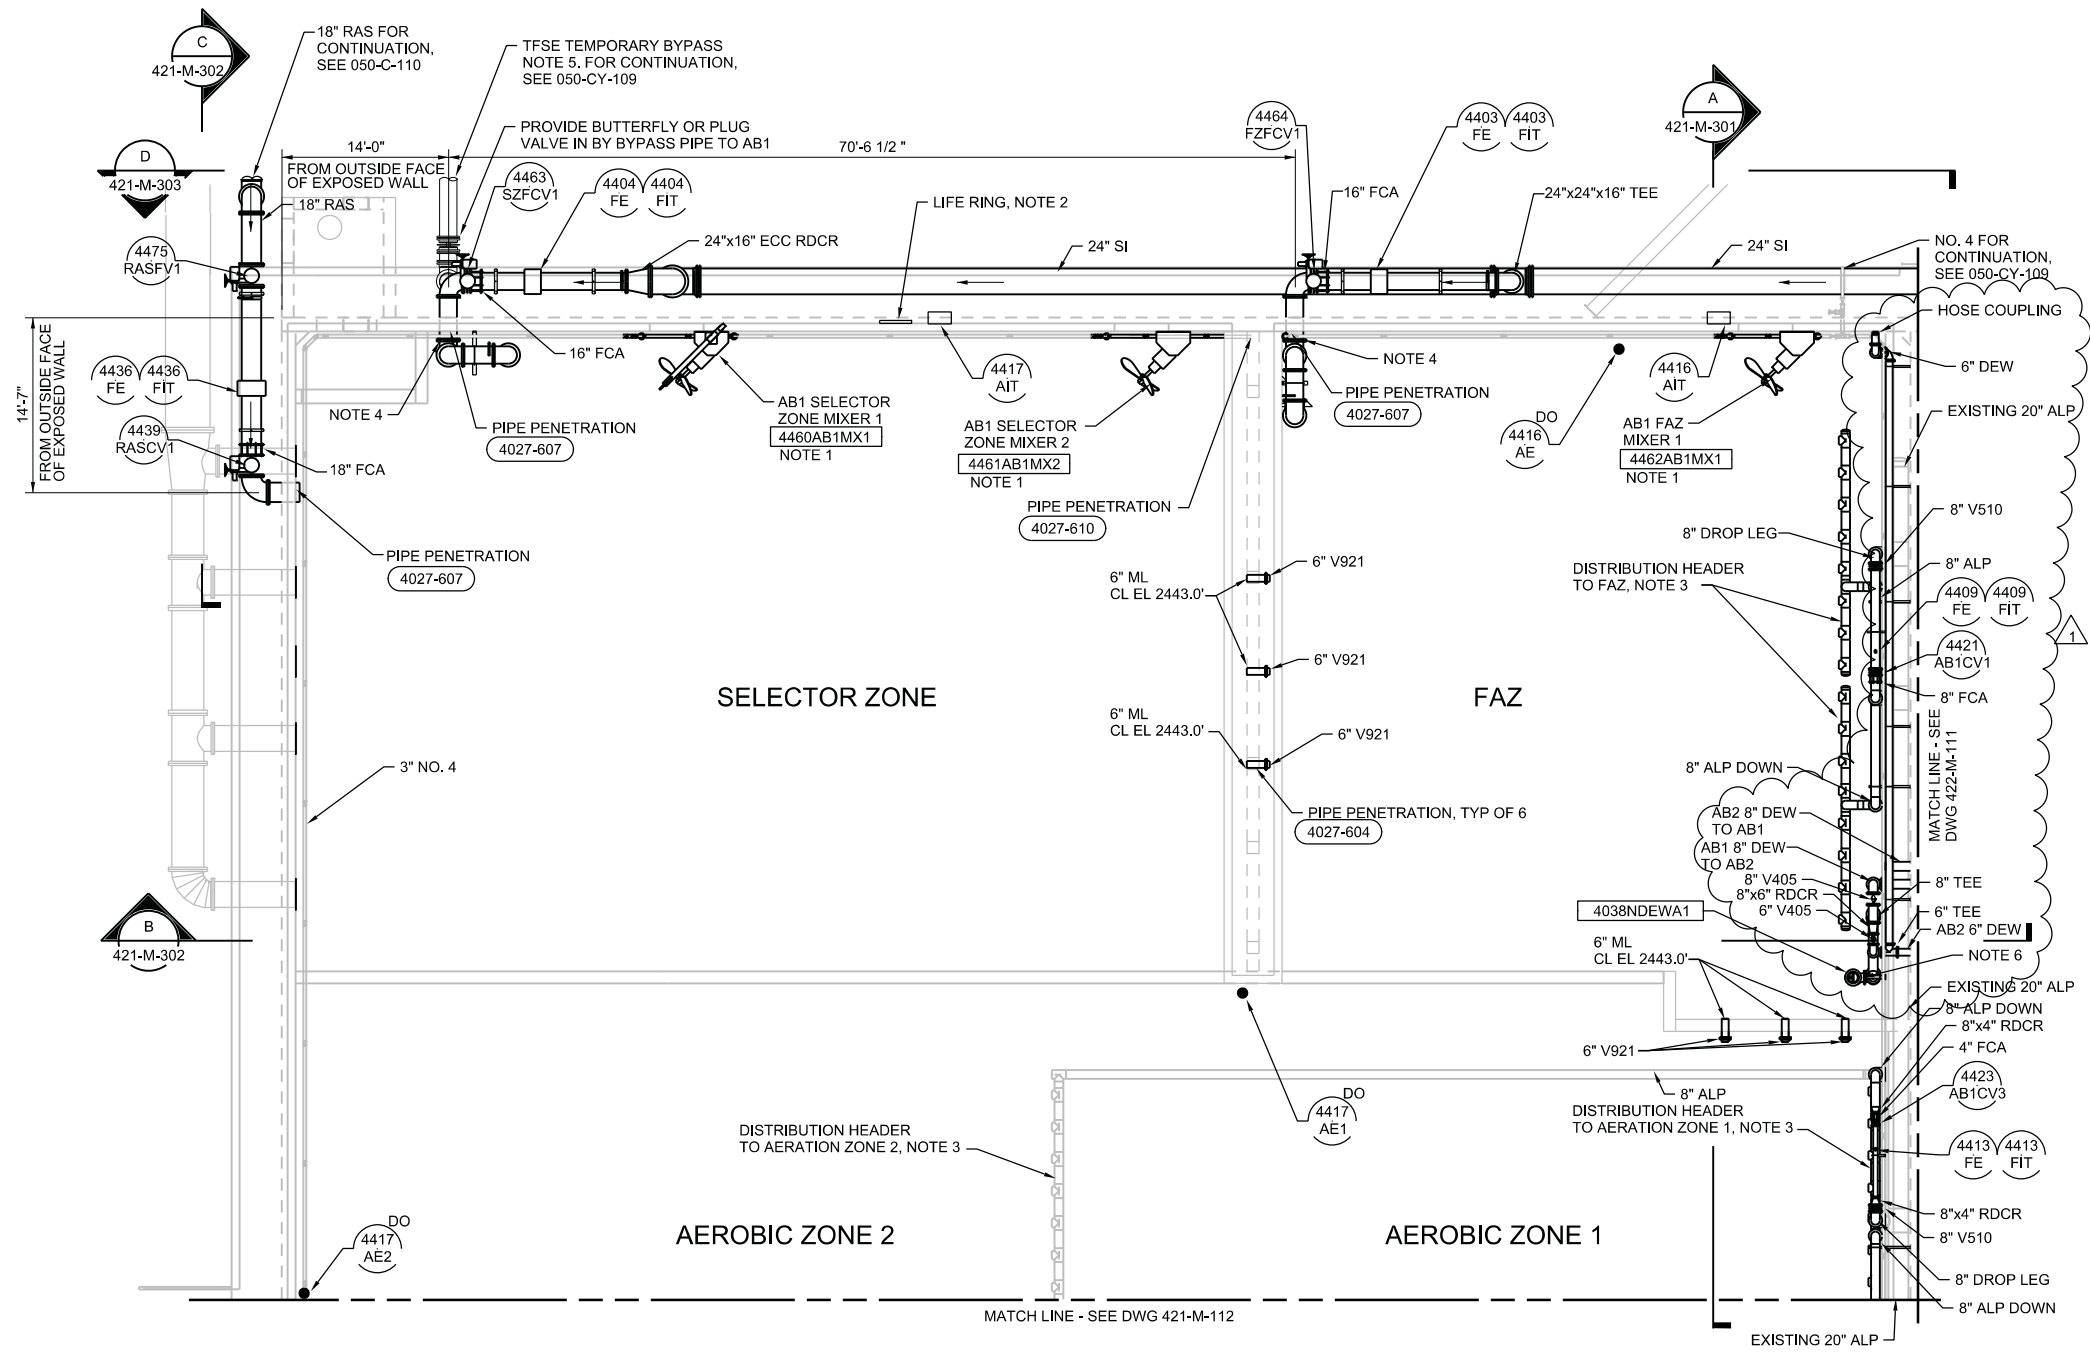 C
421-M-302
18" RAS FOR
CONTINUATION,
SEE 050-C-110
TFSE TEMPORARY BYPASS
NOTE 5. FOR CONTINUATION,
SEE 050-CY-109
PROVIDE BUTTERFLY OR PLUG
VALVE IN BY BYPASS PIPE TO AB1
4464
FZFCV1
4403
FE
4403
FIT
A
421-M-301
D
421-M-303
14'-0"
FROM OUTSIDE FACE
OF EXPOSED WALL
70'-6 1/2 "
18" RAS
4463
SZFCV1
4404
FE
4404
FIT
LIFE RING, NOTE 2
16" FCA
24"x24"x16" TEE
24"x16" ECC RDCR
24" SI
24" SI
NO. 4 FOR
CONTINUATION,
SEE 050-CY-109
4475
RASFV1
HOSE COUPLING
6" DEW
14'-7"
FROM OUTSIDE FACE
OF EXPOSED WALL
4436
FE
4436
FIT
4439
RASCV1
18" FCA
NOTE 4
16" FCA
PIPE PENETRATION
4027-607
AB1 SELECTOR
ZONE MIXER 1
4460AB1MX1
NOTE 1
4417
AIT
AB1 SELECTOR
ZONE MIXER 2
4461AB1MX2
NOTE 1
NOTE 4
PIPE PENETRATION
4027-607
DO
4416
AE
4416
AIT
AB1 FAZ
MIXER 1
4462AB1MX1
NOTE 1
EXISTING 20" ALP
PIPE PENETRATION
4027-610
PIPE PENETRATION
4027-607
8" V510
8" DROP LEG
8" ALP
DISTRIBUTION HEADER
TO FAZ, NOTE 3
6" ML
CL EL 2443.0'
6" V921
6" V921
4409
FE
4409
FIT
1
4421
AB1CV1
8" FCA
SELECTOR ZONE
FAZ
6" ML
CL EL 2443.0'
6" V921
MATCH LINE - SEE
DWG 422-M-111
3" NO. 4
8" ALP DOWN
PIPE PENETRATION, TYP OF 6
4027-604
AB2 8" DEW
TO AB1
AB1 8" DEW
TO AB2
8" V405
8"x6" RDCR
6" V405
8" TEE
4038NDEWA1
6" TEE
AB2 6" DEW
B
421-M-302
6" ML
CL EL 2443.0'
NOTE 6
EXISTING 20" ALP
8" ALP DOWN
8"x4" RDCR
4" FCA
6" V921
4423
AB1CV3
8" ALP
DO
4417
AE1
DISTRIBUTION HEADER
TO AERATION ZONE 2, NOTE 3
DISTRIBUTION HEADER
TO AERATION ZONE 1, NOTE 3
4413
FE
4413
FIT
8"x4" RDCR
8" V510
DO
4417
AE2
AEROBIC ZONE 2
AEROBIC ZONE 1
8" DROP LEG
8" ALP DOWN
MATCH LINE - SEE DWG 421-M-112
EXISTING 20" ALP